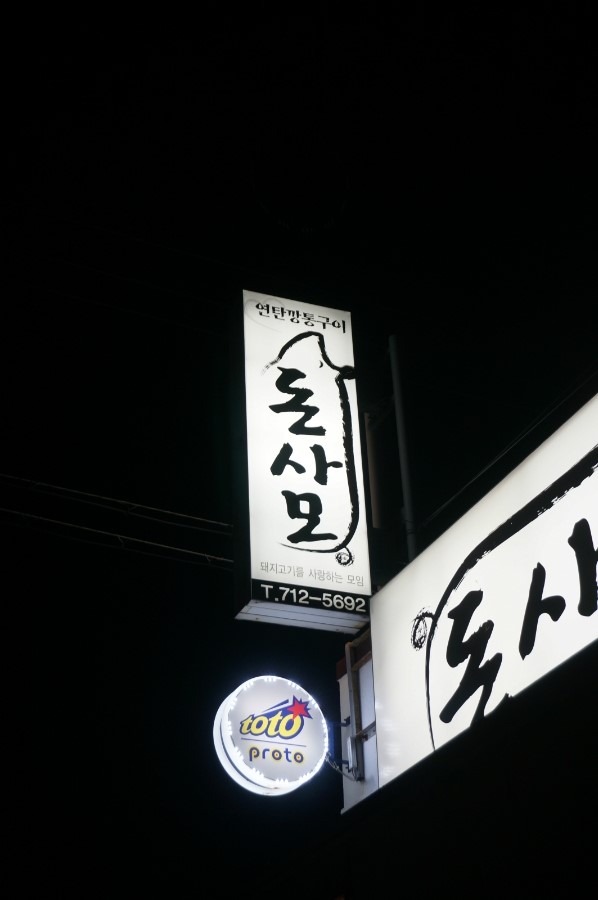 연탄깡통구이
돈
사
모
돼지고기를 사랑하는 모임
T.712-5692
돈사
toto
proto